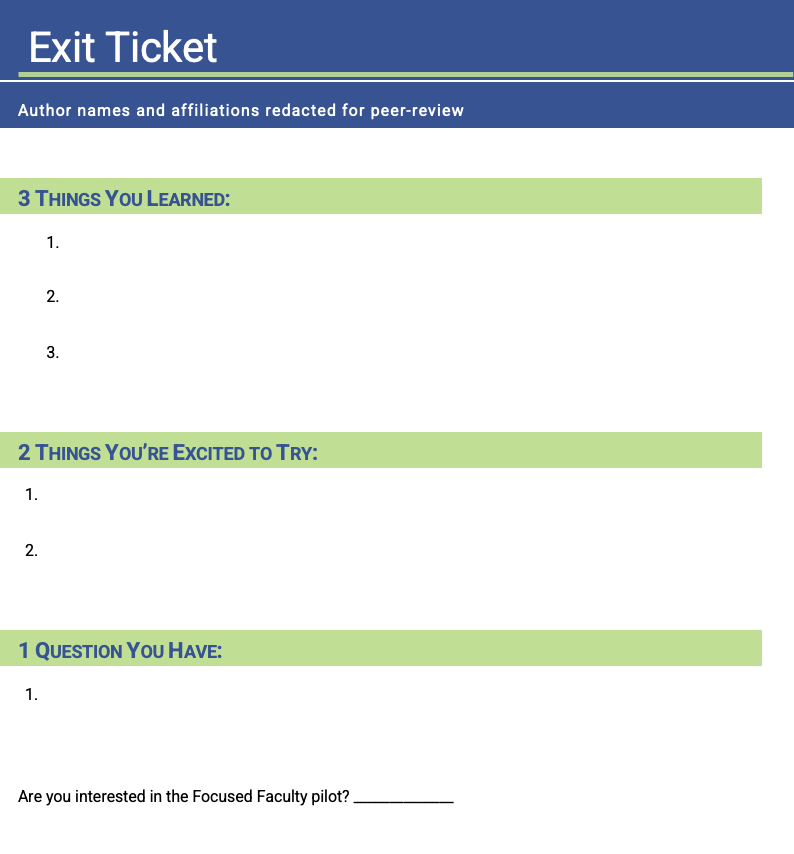 Exit Ticket
Author names and affiliations redacted for peer-review
3 THINGS YOU LEARNED:
1.
2.
3.
2 THINGS YOU’RE EXCITED TO TRY:
1.
2.
1 QUESTION YOU HAVE:
1.
Are you interested in the Focused Faculty pilot? ______________